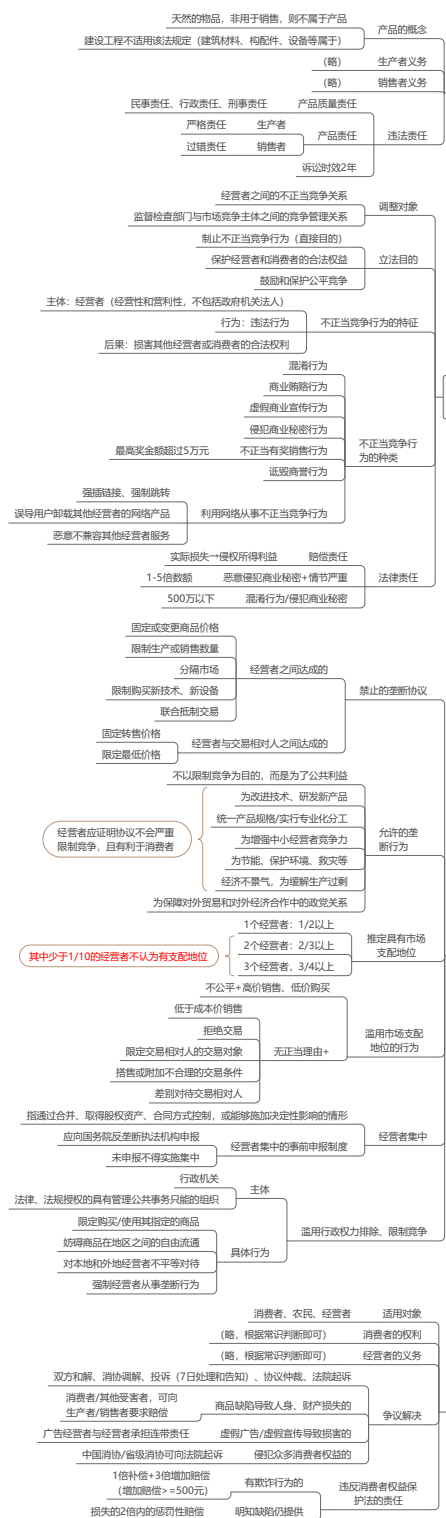 天然的物品，非用于销售，则不属于产品
产品的概念
建设工程不适用该法规定（建筑材料、构配件、设备等属于）
（略） 生产者义务
（略） 销售者义务
民事责任、行政责任、刑事责任 产品质量责任
严格责任 生产者
产品责任 违法责任
过错责任 销售者
诉讼时效2年
经营者之间的不正当竞争关系
调整对象
监督检查部门与市场竞争主体之间的竞争管理关系
制止不正当竞争行为（直接目的）
保护经营者和消费者的合法权益 立法目的
鼓励和保护公平竞争
主体：经营者（经营性和营利性，不包括政府机关法人）
行为：违法行为 不正当竞争行为的特征
后果：损害其他经营者或消费者的合法权利
混淆行为
商业贿赂行为
虚假商业宣传行为
侵犯商业秘密行为
不正当竞争行
为的种类
最高奖金额超过5万元 不正当有奖销售行为
诋毁商誉行为
强插链接、强制跳转
误导用户卸载其他经营者的网络产品 利用网络从事不正当竞争行为
恶意不兼容其他经营者服务
实际损失→侵权所得利益 赔偿责任
1-5倍数额 恶意侵犯商业秘密+情节严重 法律责任
500万以下 混淆行为/侵犯商业秘密
固定或变更商品价格
限制生产或销售数量
分隔市场 经营者之间达成的
限制购买新技术、新设备
禁止的垄断协议
联合抵制交易
固定转售价格
经营者与交易相对人之间达成的
限定最低价格
不以限制竞争为目的，而是为了公共利益
为改进技术、研发新产品
统一产品规格/实行专业化分工
经营者应证明协议不会严重
限制竞争，且有利于消费者
为增强中小经营者竞争力
允许的垄
断行为
为节能、保护环境、救灾等
经济不景气，为缓解生产过剩
为保障对外贸易和对外经济合作中的政党关系
1个经营者：1/2以上
其中少于1/10的经营者不认为有支配地位
2个经营者：2/3以上
推定具有市场
支配地位
3个经营者，3/4以上
不公平+高价销售、低价购买
低于成本价销售
拒绝交易
限定交易相对人的交易对象 无正当理由+
滥用市场支配
地位的行为
搭售或附加不合理的交易条件
差别对待交易相对人
指通过合并、取得股权资产、合同方式控制，或能够施加决定性影响的情形
经营者集中
应向国务院反垄断执法机构申报
经营者集中的事前申报制度
未申报不得实施集中
行政机关
主体
法律、法规授权的具有管理公共事务只能的组织
滥用行政权力排除、限制竞争
限定购买/使用其指定的商品
妨碍商品在地区之间的自由流通
具体行为
对本地和外地经营者不平等对待
强制经营者从事垄断行为
消费者、农民、经营者 适用对象
（略，根据常识判断即可） 消费者的权利
（略，根据常识判断即可） 经营者的义务
双方和解、消协调解、投诉（7日处理和告知）、协议仲裁、法院起诉
消费者/其他受害者，可向
生产者/销售者要求赔偿
商品缺陷导致人身、财产损失的
争议解决
广告经营者与经营者承担连带责任 虚假广告/虚假宣传导致损害的
中国消协/省级消协可向法院起诉 侵犯众多消费者权益的
1倍补偿+3倍增加赔偿
（增加赔偿>=500元）
有欺诈行为的
违反消费者权益保
护法的责任
损失的2倍内的惩罚性赔偿 明知缺陷仍提供